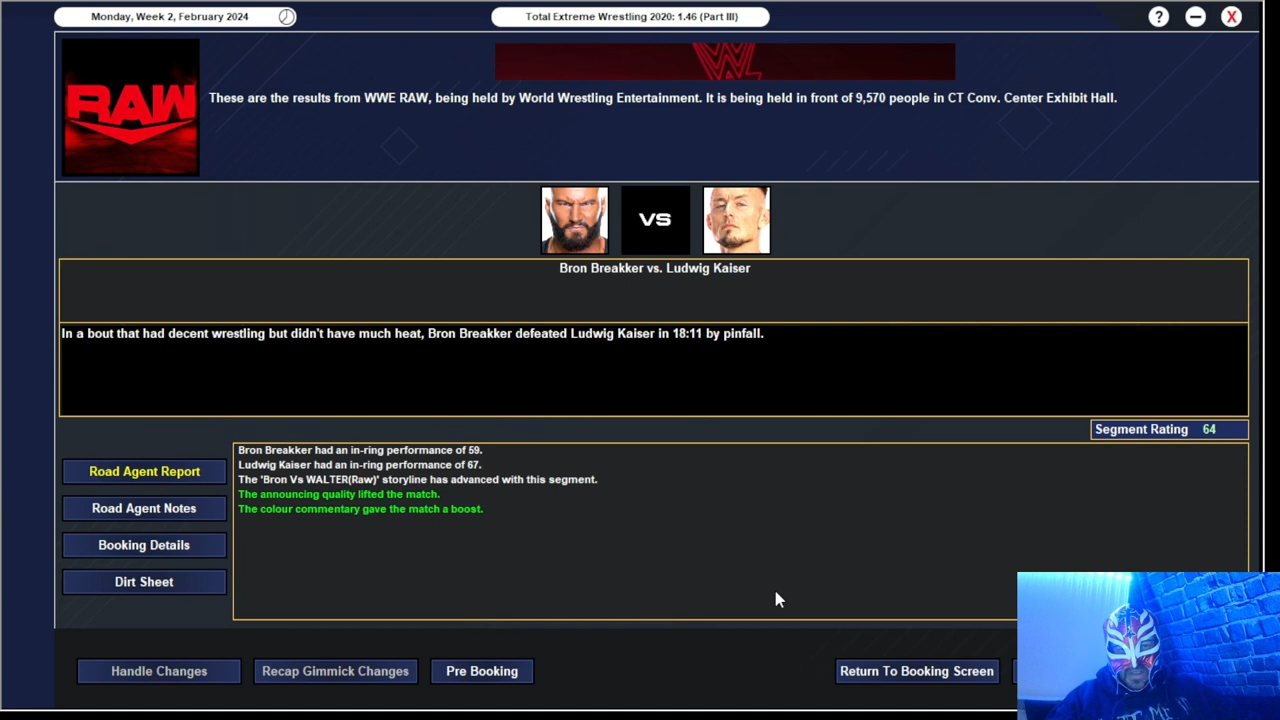 Monday, Week 2, February 2024
Total Extreme Wrestling 2020: 1.46 (Part III)
?
X
RAW
W
These are the results from WWE RAW, being held by World Wrestling Entertainment. It is being held in front of 9,570 people in CT Conv. Center Exhibit Hall.
VS
Bron Breakker vs. Ludwig Kaiser
In a bout that had decent wrestling but didn't have much heat, Bron Breakker defeated Ludwig Kaiser in 18:11 by pinfall.
Segment Rating 64
Road Agent Report
Road Agent Notes
Booking Details
Dirt Sheet
Bron Breakker had an in-ring performance of 59.
Ludwig Kaiser had an in-ring performance of 67.
The 'Bron Vs WALTER(Raw)' storyline has advanced with this segment.
The announcing quality lifted the match.
The colour commentary gave the match a boost.
Handle Changes
Recap Gimmick Changes
Pre Booking
Return To Booking Screen